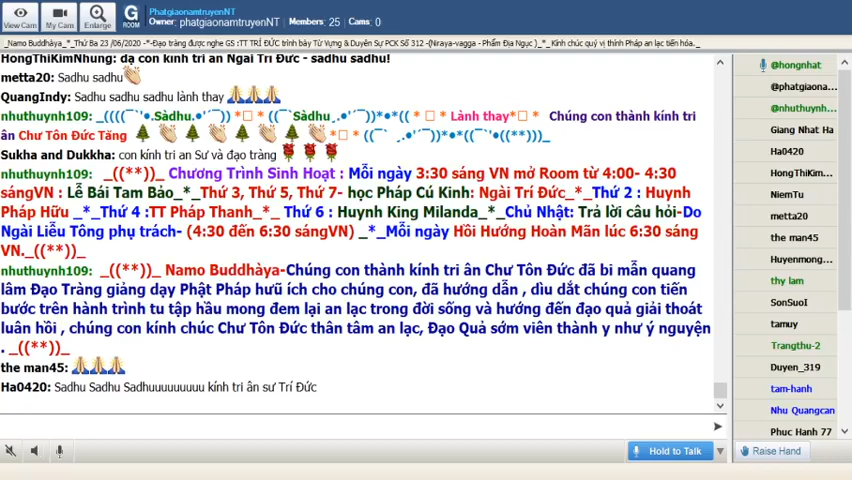 PhatgiaonamtruyenNT
Owner: phatgiaonamtruyenNT Members: 25 Cams: 0
View Cam My Cam Enlarge G ROOM
_Namo Buddhàya_*_Thứ Ba 23 /06/2020 -*-Đạo tràng được nghe GS :TT TRÍ ĐỨC trình bày Từ Vựng & Duyên Sự PCK Số 312 -(Niraya-vagga - Phẩm Địa Ngục )_*_Kính chúc quý vị thính Pháp an lạc tiến hóa._
HongThiKimNhung: dạ con kinh tri an Ngai Tri Đưc - sadhu sadhu!
metta20: Sadhu sadhu
QuangIndy: Sadhu sadhu sadhu lành thay
nhuthuynh109: _((((¯`'•.Sàdhu.•'´¯)) *□ * ((¯`'•.Sàdhu¸.•'´¯))*•*(( * □ * Lành thay*□ * Chúng con thành kính tri
ân Chư Tôn Đức Tăng *□ * ((¯` ¸.•'´¯))*•*((¯`'•((**)))_
Sukha and Dukkha: con kính tri an Sư và đạo tràng
nhuthuynh109: _((**))_ Chương Trình Sinh Hoạt : Mỗi ngày 3:30 sáng VN mở Room từ 4:00- 4:30
sángVN : Lễ Bái Tam Bảo_*_Thứ 3, Thứ 5, Thứ 7- học Pháp Cú Kinh: Ngài Trí Đức_*_Thứ 2 : Huynh
Pháp Hữu _*_Thứ 4 :TT Pháp Thanh_*_ Thứ 6 : Huynh King Milanda_*_Chủ Nhật: Trả lời câu hỏi-Do
Ngài Liễu Tông phụ trách- (4:30 đến 6:30 sángVN) _*_Mỗi ngày Hồi Hướng Hoàn Mãn lúc 6:30 sáng
VN._((**))_
nhuthuynh109: _((**))_ Namo Buddhàya-Chúng con thành kính tri ân Chư Tôn Đức đã bi mẫn quang
lâm Đạo Tràng giảng dạy Phật Pháp hưũ ích cho chúng con, đã hướng dẫn , dìu dắt chúng con tiến
bước trên hành trình tu tập hầu mong đem lại an lạc trong đời sống và hướng đến đạo quả giải thoát
luân hồi , chúng con kính chúc Chư Tôn Đức thân tâm an lạc, Đạo Quả sớm viên thành y như ý nguyện
. _((**))_
the man45:
Ha0420: Sadhu Sadhu Sadhuuuuuuuuu kính tri ân sư Trí Đức
Hold to Talk
@hongnhat
@phatgiaona...
@nhuthuynh...
Giang Nhat Ha
Ha0420
HongThiKim...
NiemTu
metta20
the man45
Huyenmong...
thy lam
SonSuoI
tamuy
Trangthu-2
Duyen_319
tam-hanh
Nhu Quangcan
Phuc Hanh 77
Raise Hand